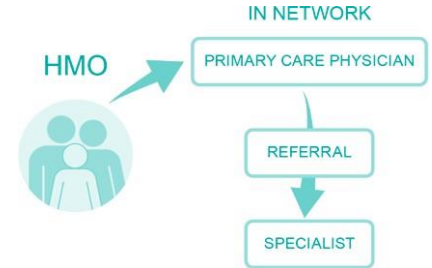 IN NETWORK
HMO
PRIMARY CARE PHYSICIAN
REFERRAL
SPECIALIST